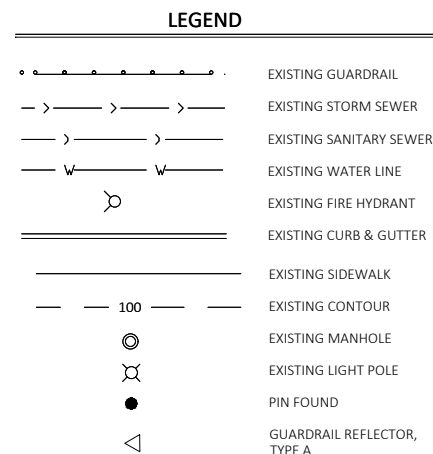 LEGEND
EXISTING GUARDRAIL
EXISTING STORM SEWER
EXISTING SANITARY SEWER
W W EXISTING WATER LINE
EXISTING FIRE HYDRANT
EXISTING CURB & GUTTER
EXISTING SIDEWALK
100 EXISTING CONTOUR
EXISTING MANHOLE
EXISTING LIGHT POLE
PIN FOUND
GUARDRAIL REFLECTOR,
TYPE A